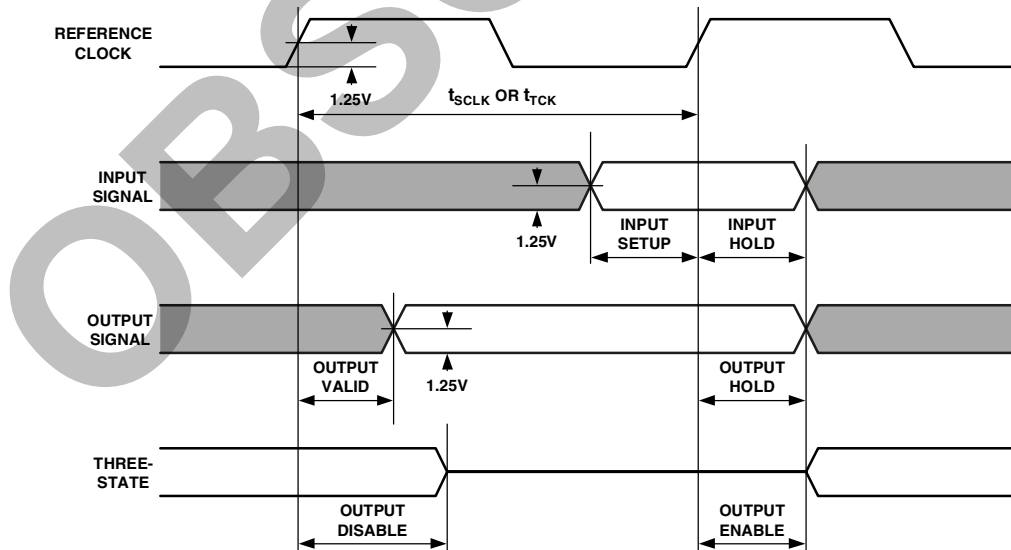 REFERENCE
CLOCK
1.25V
tSCLK OR tTCK
INPUT
SIGNAL
1.25V
INPUT
SETUP
INPUT
HOLD
OUTPUT
SIGNAL
OUTPUT
VALID
1.25V
OUTPUT
HOLD
THREE-
STATE
OUTPUT
DISABLE
OUTPUT
ENABLE
OBSO